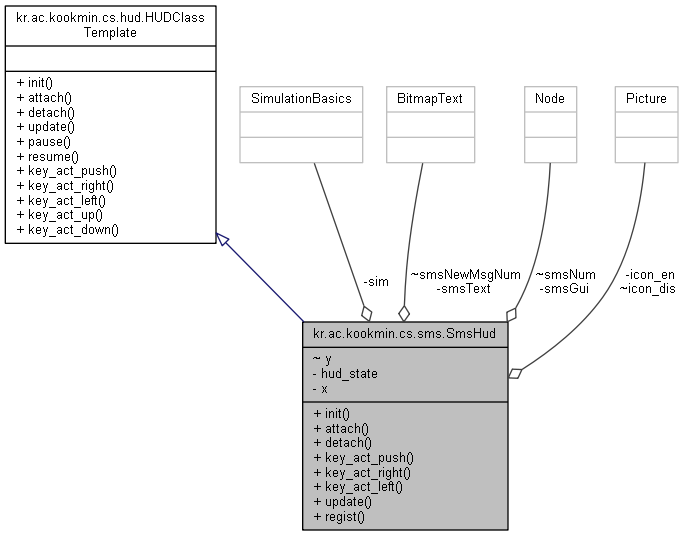 kr.ac.kookmin.cs.hud.HUDClass
Template
+ init()
+ attach()
+ detach()
+ update()
+ pause()
+ resume()
+ key_act_push()
+ key_act_right()
+ key_act_left()
+ key_act_up()
+ key_act_down()
SimulationBasics
BitmapText
Node
Picture
-sim
~smsNewMsgNum
-smsText
~smsNum
-smsGui
-icon_en
~icon_dis
kr.ac.kookmin.cs.sms.SmsHud
~ y
- hud_state
- x
+ init()
+ attach()
+ detach()
+ key_act_push()
+ key_act_right()
+ key_act_left()
+ update()
+ regist()